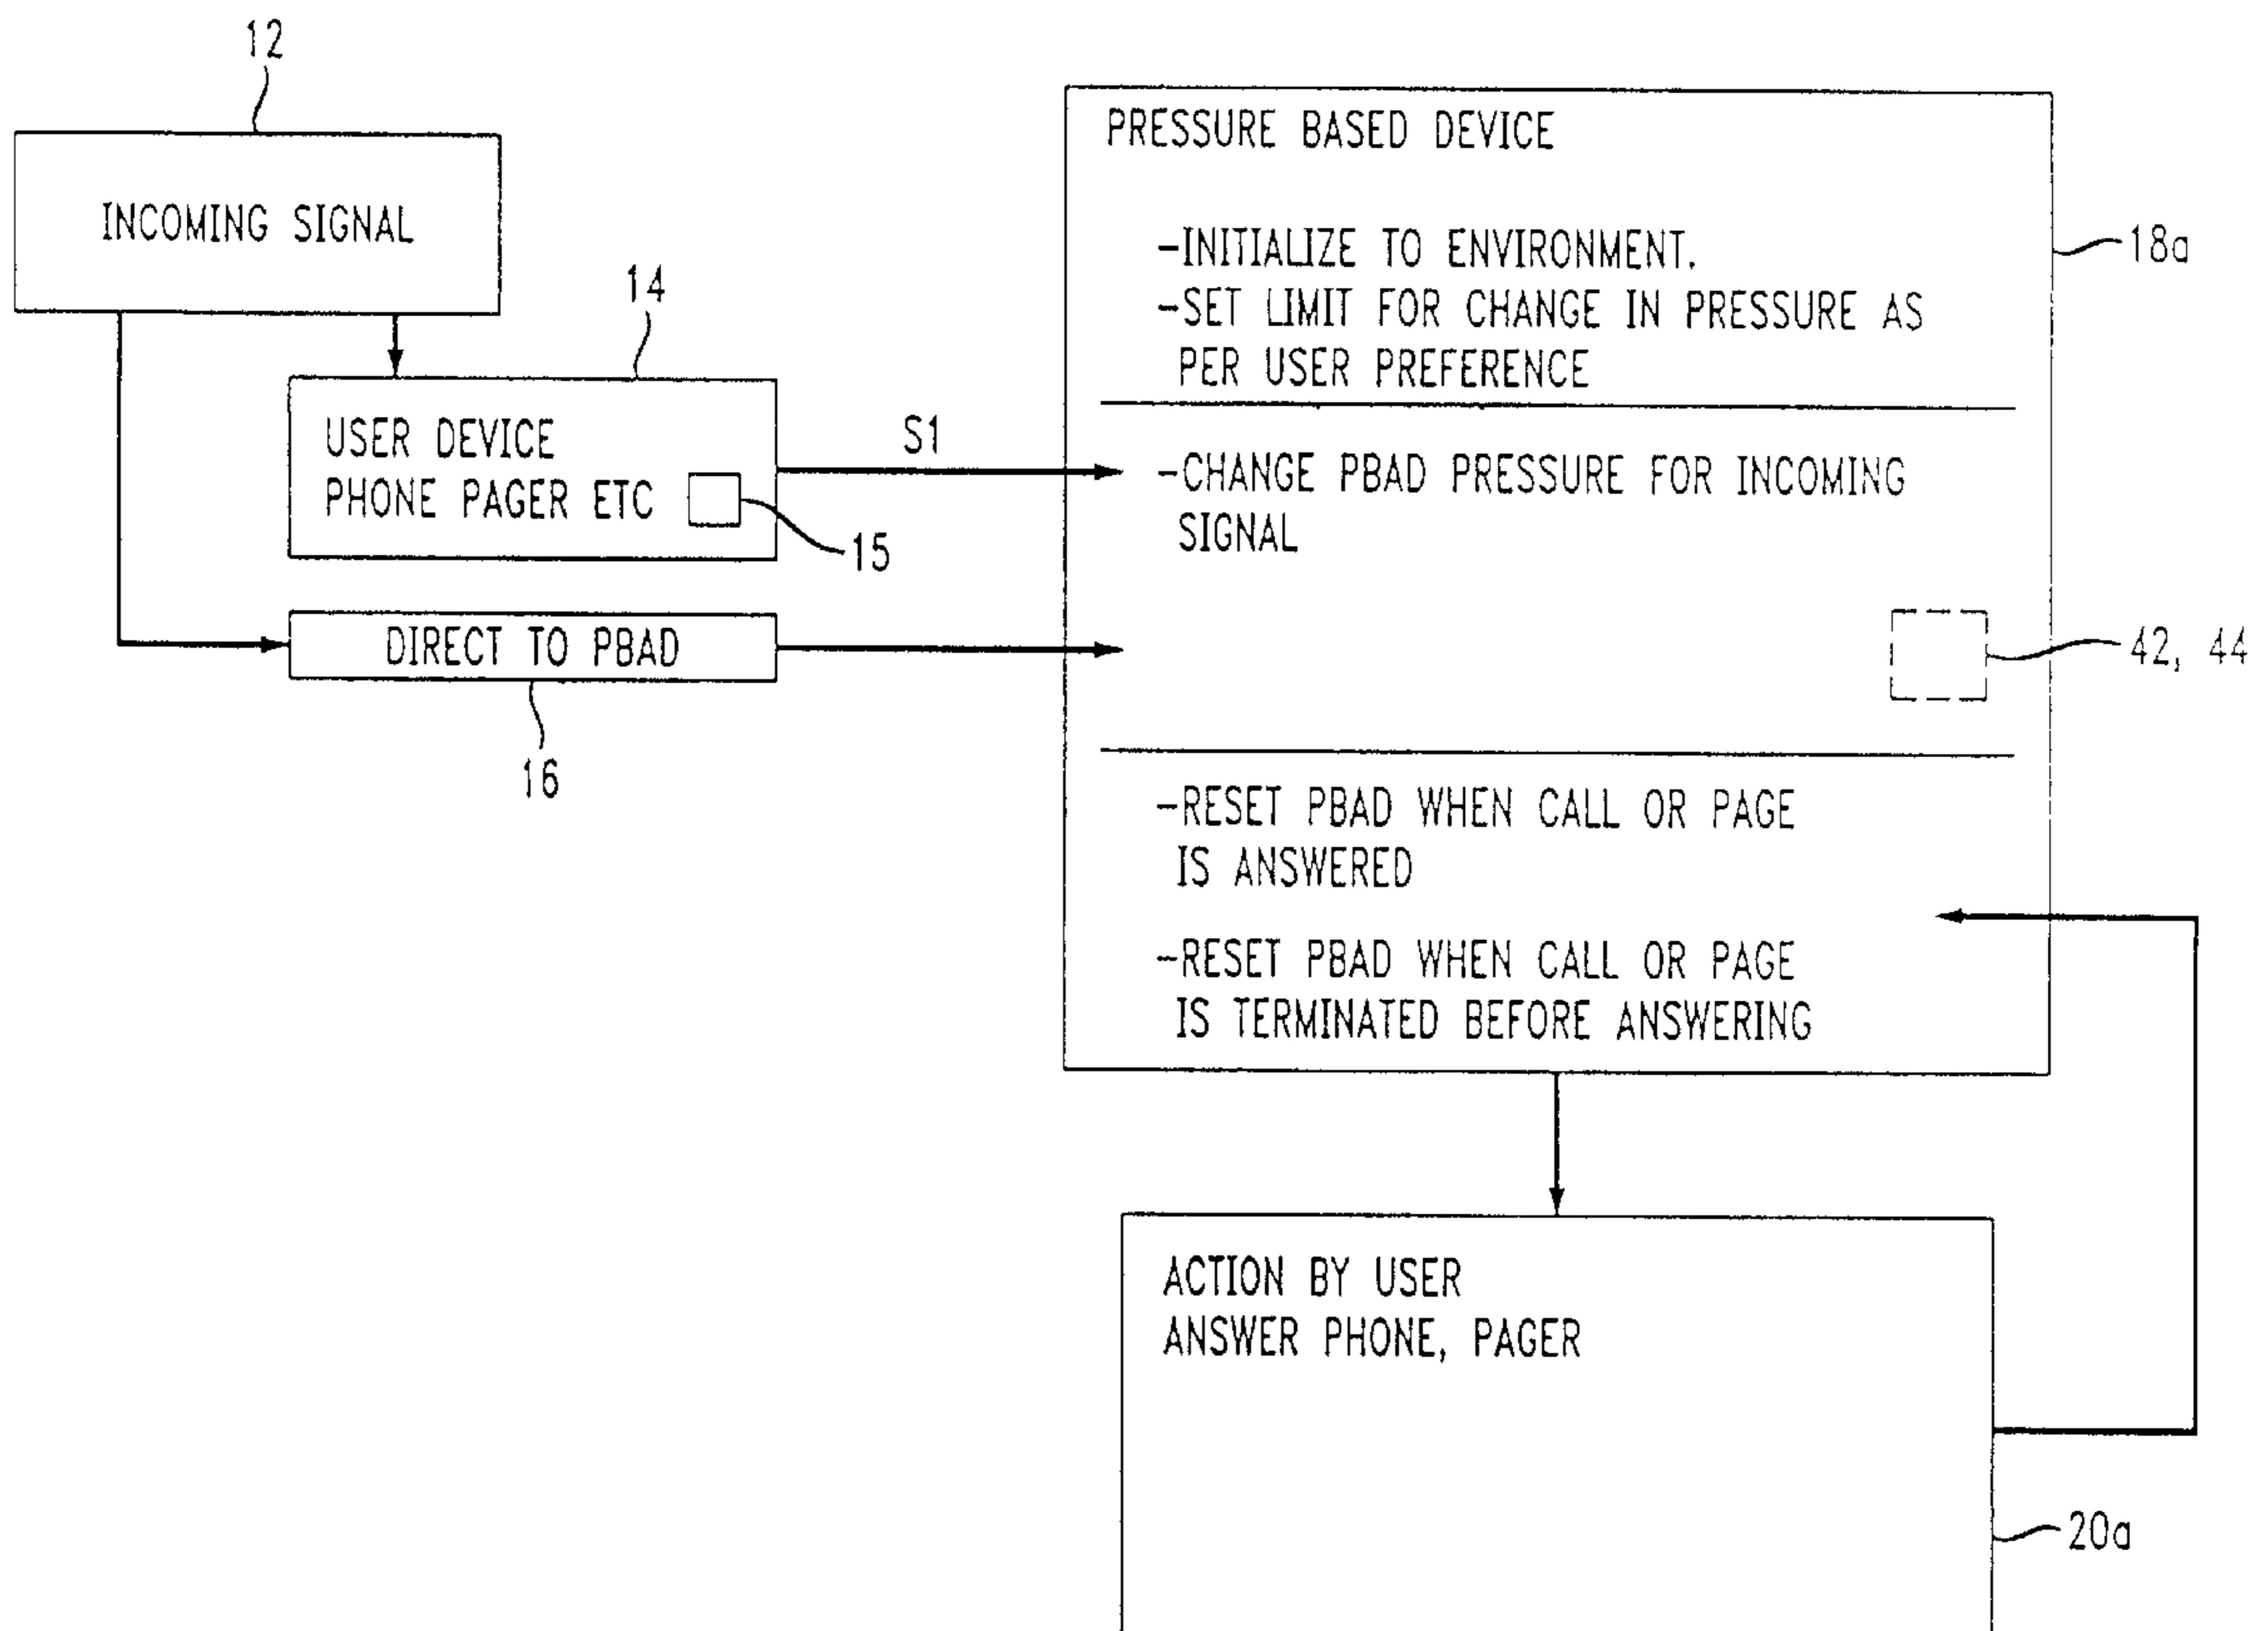 12
INCOMING SIGNAL
14
USER DEVICE
PHONE PAGER ETC
15
S1
DIRECT TO PBAD
16
PRESSURE BASED DEVICE
-INITIALIZE TO ENVIRONMENT.
-SET LIMIT FOR CHANGE IN PRESSURE AS
PER USER PREFERENCE
18a
-CHANGE PBAD PRESSURE FOR INCOMING
SIGNAL
42, 44
-RESET PBAD WHEN CALL OR PAGE
IS ANSWERED
-RESET PBAD WHEN CALL OR PAGE
IS TERMINATED BEFORE ANSWERING
ACTION BY USER
ANSWER PHONE, PAGER
20a